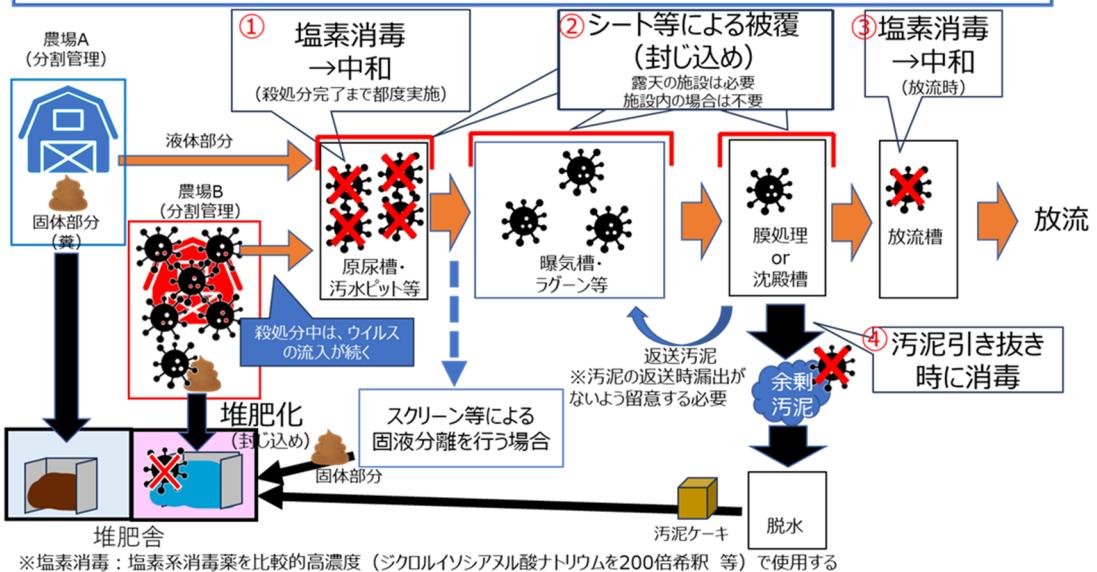 農場A
（分割管理）
① 塩素消毒
→中和
（殺処分完了まで都度実施）
② シート等による被覆
（封じ込め）
露天の施設は必要
施設内の場合は不要
③ 塩素消毒
→中和
（放流時）
液体部分
固体部分
（糞）
農場B
（分割管理）
原尿槽・
汚水ピット等
曝気槽・
ラグーン等
膜処理
or
沈殿槽
放流槽
放流
殺処分中は、ウイルス
の流入が続く
返送汚泥
※汚泥の返送時漏出が
ないよう留意する必要
④ 汚泥引き抜き
時に消毒
余剰
汚泥
堆肥化
（封じ込め）
スクリーン等による
固液分離を行う場合
固体部分
汚泥ケーキ
脱水
堆肥舎
※塩素消毒：塩素系消毒薬を比較的高濃度（ジクロルイソシアヌル酸ナトリウムを200倍希釈 等）で使用する